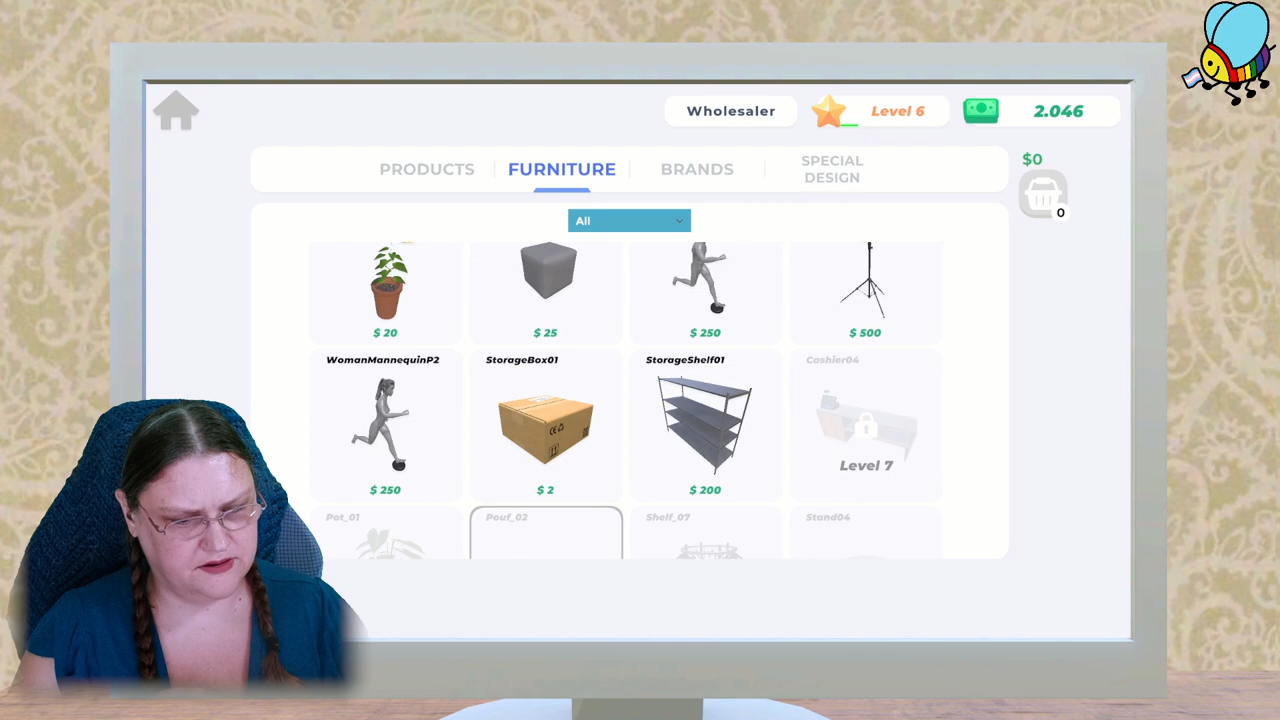 Wholesaler
Level 6
2.046
PRODUCTS
FURNITURE
BRANDS
SPECIAL
DESIGN
$0
0
All
$ 20
$ 25
$ 250
$ 500
WomanMannequinP2
StorageBox01
StorageShelf01
Cashier04
Level 7
$ 250
$ 2
$ 200
Pot_01
Pouf_02
Shelf_07
Stand04